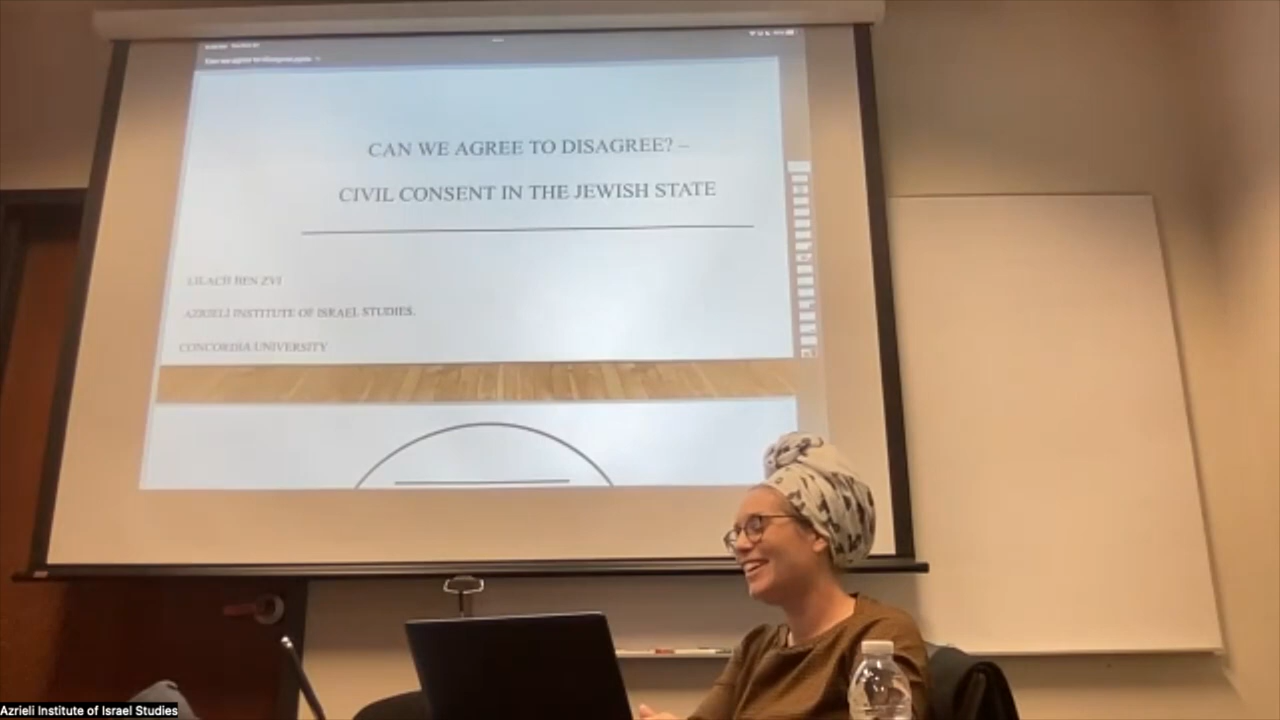 CAN WE AGREE TO DISAGREE? –
CIVIL CONSENT IN THE JEWISH STATE
LILACH BEN ZVI
AZRIELI INSTITUTE OF ISRAEL STUDIES.
CONCORDIA UNIVERSITY
Azrieli Institute of Israel Studies